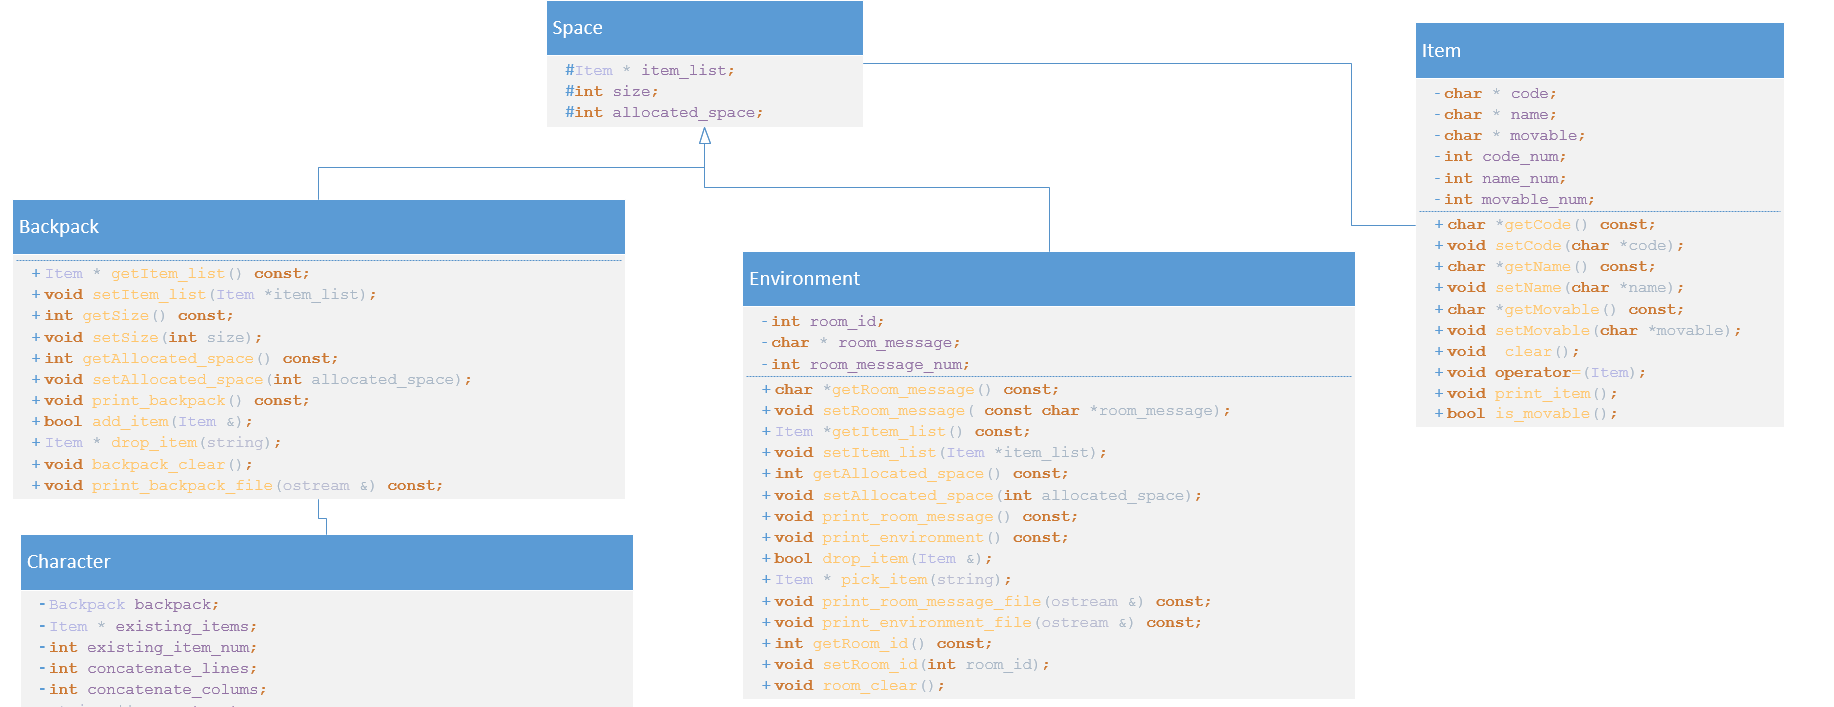 Space
#Item * item_list;
#int size;
#int allocated_space;
Item
-char * code;
-char * name;
-char * movable;
-int code_num;
-int name_num;
-int movable_num;
+char *getCode() const;
+void setCode(char *code);
+char *getName() const;
+void setName(char *name);
+char *getMovable() const;
+void setMovable(char *movable);
+void  clear();
+void operator=(Item);
+void print_item();
+bool is_movable();
Backpack
+Item * getItem_list() const;
+void setItem_list(Item *item_list);
+int getSize() const;
+void setSize(int size);
+int getAllocated_space() const;
+void setAllocated_space(int allocated_space);
+void print_backpack() const;
+bool add_item(Item &);
+Item * drop_item(string);
+void backpack_clear();
+void print_backpack_file(ostream &) const;
Environment
-int room_id;
-char * room_message;
-int room_message_num;
+char *getRoom_message() const;
+void setRoom_message( const char *room_message);
+Item *getItem_list() const;
+void setItem_list(Item *item_list);
+int getAllocated_space() const;
+void setAllocated_space(int allocated_space);
+void print_room_message() const;
+void print_environment() const;
+bool drop_item(Item &);
+Item * pick_item(string);
+void print_room_message_file(ostream &) const;
+void print_environment_file(ostream &) const;
+int getRoom_id() const;
+void setRoom_id(int room_id);
+void room_clear();
Character
-Backpack backpack;
-Item * existing_items;
-int existing_item_num;
-int concatenate_lines;
-int concatenate_colums;